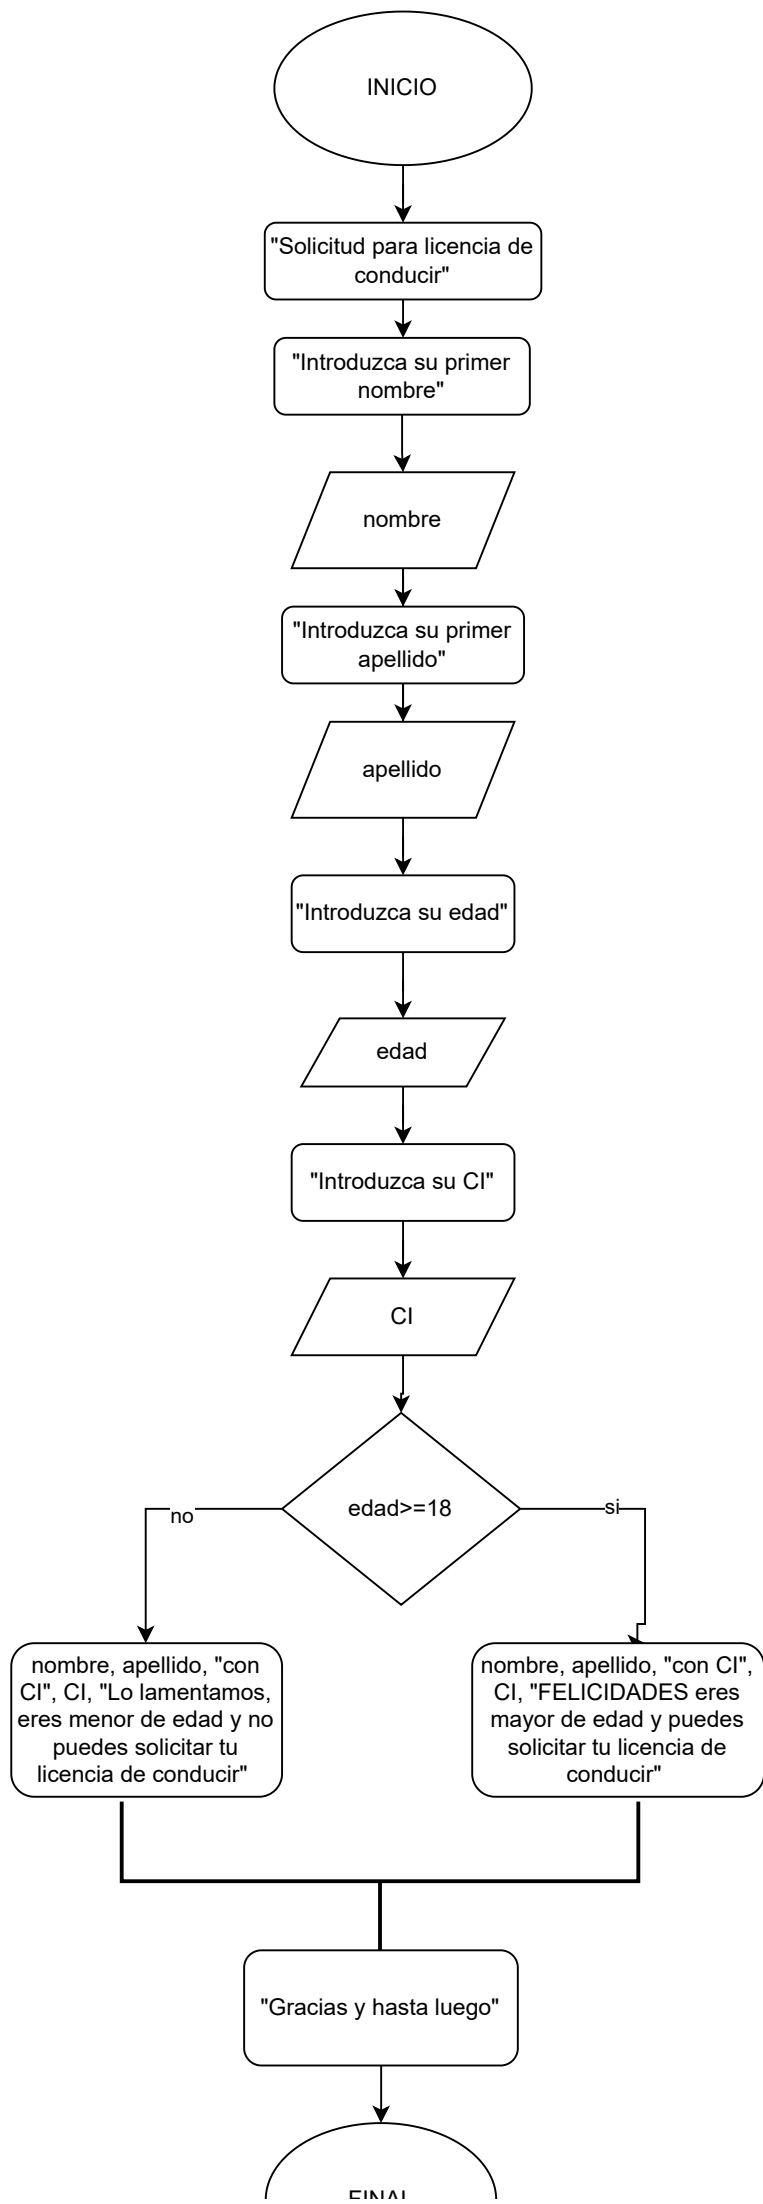 INICIO
"Solicitud para licencia de
conducir"
"Introduzca su primer
nombre"
nombre
"Introduzca su primer
apellido"
apellido
"Introduzca su edad"
edad
"Introduzca su CI"
CI
edad>=18
no
si
nombre, apellido, "con
CI", CI, "Lo lamentamos,
eres menor de edad y no
puedes solicitar tu
licencia de conducir"
nombre, apellido, "con CI",
CI, "FELICIDADES eres
mayor de edad y puedes
solicitar tu licencia de
conducir"
"Gracias y hasta luego"
FINAL